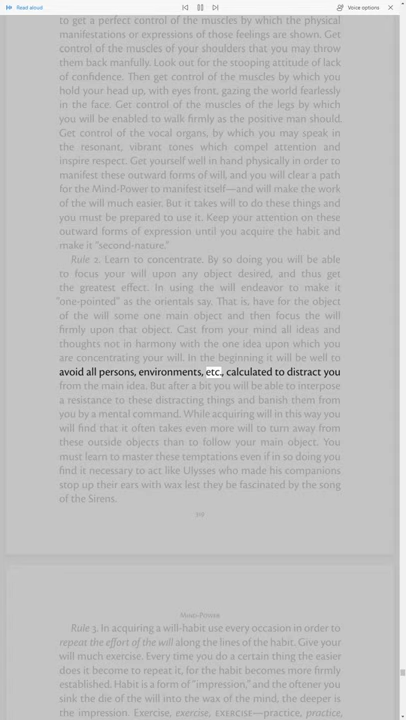 Read aloud
Voice options
to get a perfect control of the muscles by which the physical
manifestations or expressions of those feelings are shown. Get
control of the muscles of your shoulders that you may throw
them back manfully. Look out for the stooping attitude of lack
of confidence. Then get control of the muscles by which you
hold your head up, with eyes front, gazing the world fearlessly
in the face. Get control of the muscles of the legs by which
you will be enabled to walk firmly as the positive man should.
Get control of the vocal organs, by which you may speak in
the resonant, vibrant tones which compel attention and
inspire respect. Get yourself well in hand physically in order to
manifest these outward forms of will, and you will clear a path
for the Mind-Power to manifest itself—and will make the work
of the will much easier. But it takes will to do these things and
you must be prepared to use it. Keep your attention on these
outward forms of expression until you acquire the habit and
make it “second-nature.”
Rule 2. Learn to concentrate. By so doing you will be able
to focus your will upon any object desired, and thus get
the greatest effect. In using the will endeavor to make it
“one-pointed” as the orientals say. That is, have for the object
of the will some one main object and then focus the will
firmly upon that object. Cast from your mind all ideas and
thoughts not in harmony with the one idea upon which you
are concentrating your will. In the beginning it will be well to
avoid all persons, environments, etc., calculated to distract you
from the main idea. But after a bit you will be able to interpose
a resistance to these distracting things and banish them from
you by a mental command. While acquiring will in this way you
will find that it often takes even more will to turn away from
these outside objects than to follow your main object. You
must learn to master these temptations even if in so doing you
find it necessary to act like Ulysses who made his companions
stop up their ears with wax lest they be fascinated by the song
of the Sirens.
Mind-Power
Rule 3. In acquiring a will-habit use every occasion in order to
repeat the effort of the will along the lines of the habit. Give your
will much exercise. Every time you do a certain thing the easier
does it become to repeat it, for the habit becomes more firmly
established. Habit is a form of “impression,” and the oftener you
sink the die of the will into the wax of the mind, the deeper is
the impression. Exercise, exercise, EXERCISE—practice, practice,